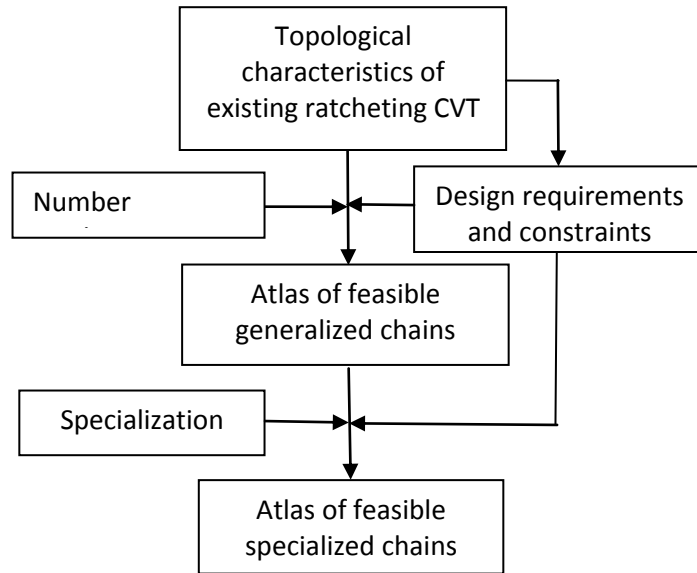 Topological
characteristics of
existing ratcheting CVT
Number
Design requirements
and constraints
Atlas of feasible
generalized chains
Specialization
Atlas of feasible
specialized chains